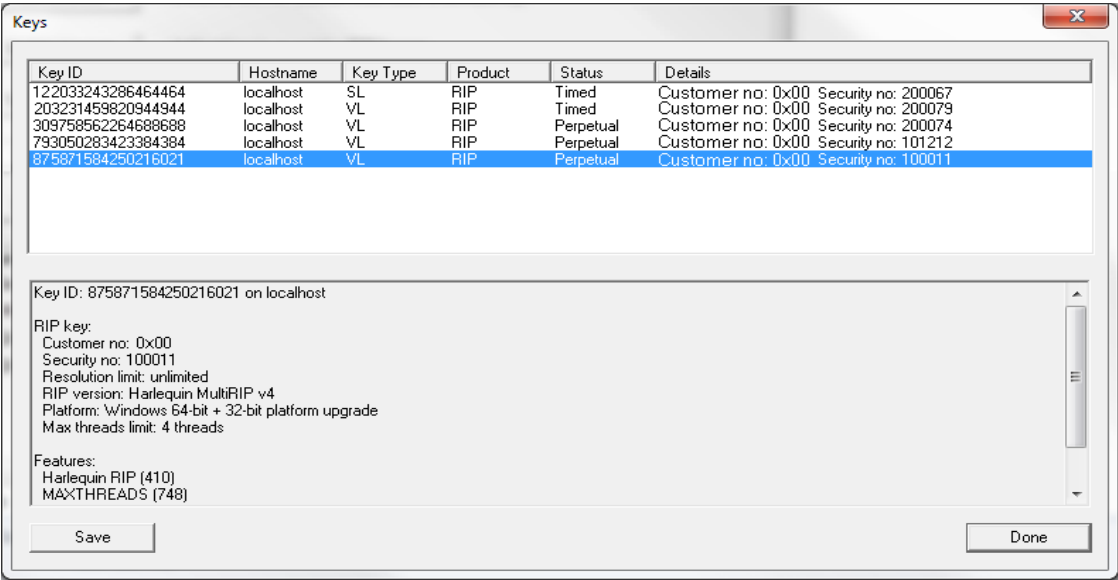 Keys
Key ID Hostname Key Type Product Status Details
122033243286464464 localhost SL RIP Timed Customer no: 0x00 Security no: 200067
203231459820944944 localhost VL RIP Timed Customer no: 0x00 Security no: 200079
309758562264688688 localhost VL RIP Perpetual Customer no: 0x00 Security no: 200074
793050283423384384 localhost VL RIP Perpetual Customer no: 0x00 Security no: 101212
875871584250216021 localhost VL RIP Perpetual Customer no: 0x00 Security no: 100011
Key ID: 875871584250216021 on localhost
RIP key:
Customer no: 0x00
Security no: 100011
Resolution limit: unlimited
RIP version: Harlequin MultiRIP v4
Platform: Windows 64-bit + 32-bit platform upgrade
Max threads limit: 4 threads
Features:
Harlequin RIP (410)
MAXTHREADS (748)
Save Done